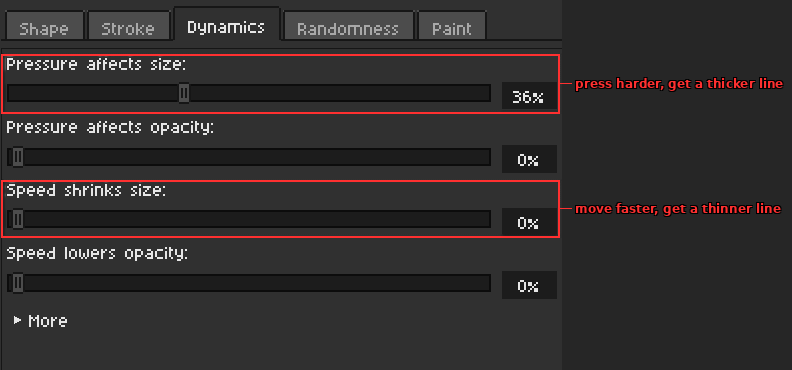 Shape Stroke Dynamics Randomness Paint
Pressure affects size:
36%
press harder, get a thicker line
Pressure affects opacity:
0%
Speed shrinks size:
0%
move faster, get a thinner line
Speed lowers opacity:
0%
More